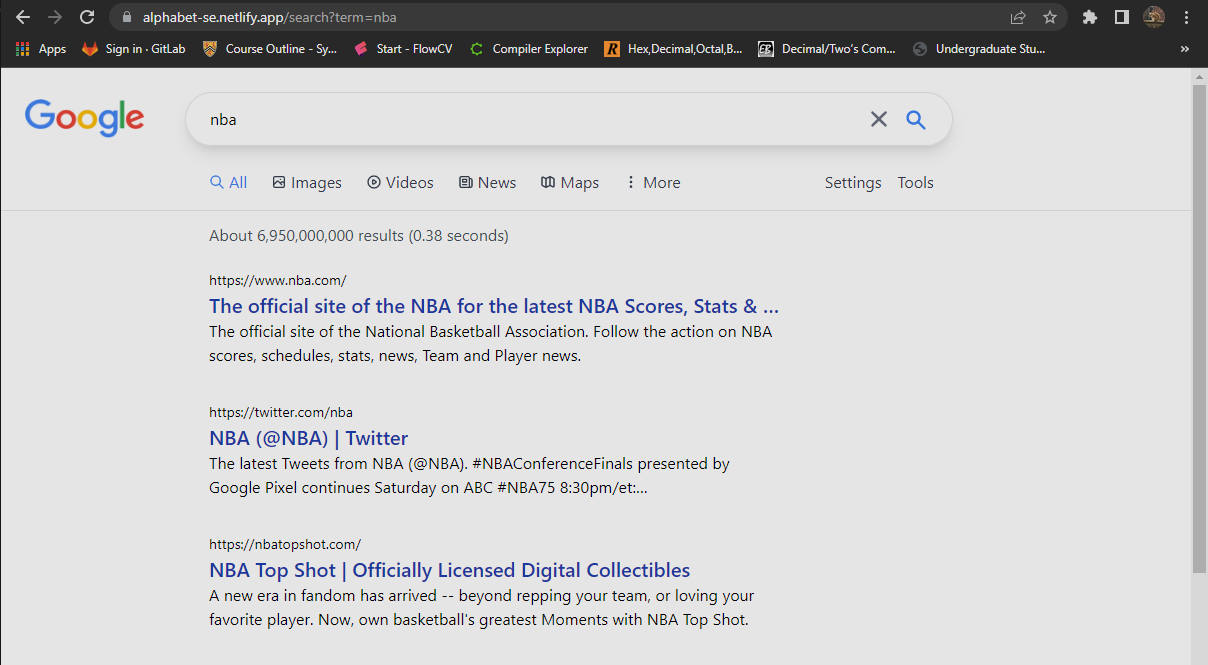 alphabet-se.netlify.app/search?term=nba
Apps Sign in · GitLab Course Outline - Sy... Start - FlowCV Compiler Explorer Hex,Decimal,Octal,B... Decimal/Two's Com... Undergraduate Stu... »
Google nba
All Images Videos News Maps More Settings Tools
About 6,950,000,000 results (0.38 seconds)
https://www.nba.com/
The official site of the NBA for the latest NBA Scores, Stats & ...
The official site of the National Basketball Association. Follow the action on NBA
scores, schedules, stats, news, Team and Player news.
https://twitter.com/nba
NBA (@NBA) | Twitter
The latest Tweets from NBA (@NBA). #NBAConferenceFinals presented by
Google Pixel continues Saturday on ABC #NBA75 8:30pm/et:...
https://nbatopshot.com/
NBA Top Shot | Officially Licensed Digital Collectibles
A new era in fandom has arrived -- beyond repping your team, or loving your
favorite player. Now, own basketball's greatest Moments with NBA Top Shot.